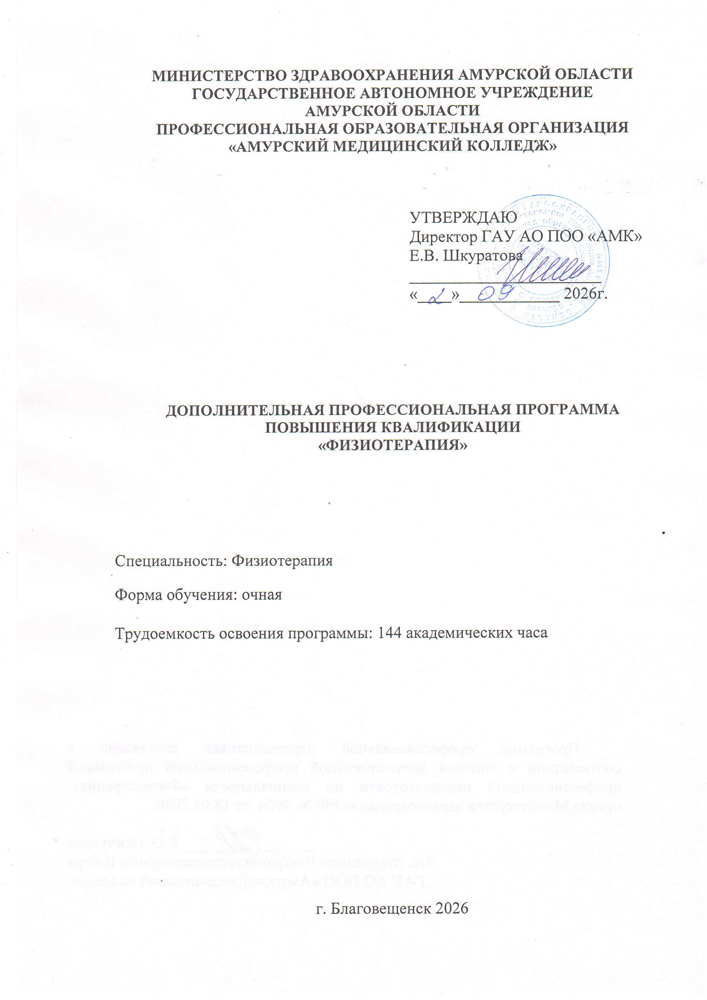 МИНИСТЕРСТВО ЗДРАВООХРАНЕНИЯ АМУРСКОЙ ОБЛАСТИ
ГОСУДАРСТВЕННОЕ АВТОНОМНОЕ УЧРЕЖДЕНИЕ
АМУРСКОЙ ОБЛАСТИ
ПРОФЕССИОНАЛЬНАЯ ОБРАЗОВАТЕЛЬНАЯ ОРГАНИЗАЦИЯ
«АМУРСКИЙ МЕДИЦИНСКИЙ КОЛЛЕДЖ»
УТВЕРЖДАЮ
Директор ГАУ АО ПОО «АМК»
Е.В. Шкуратова
«2» 09 2026г.
ДОПОЛНИТЕЛЬНАЯ ПРОФЕССИОНАЛЬНАЯ ПРОГРАММА
ПОВЫШЕНИЯ КВАЛИФИКАЦИИ
«ФИЗИОТЕРАПИЯ»
Специальность: Физиотерапия
Форма обучения: очная
Трудоемкость освоения программы: 144 академических часа
г. Благовещенск 2026